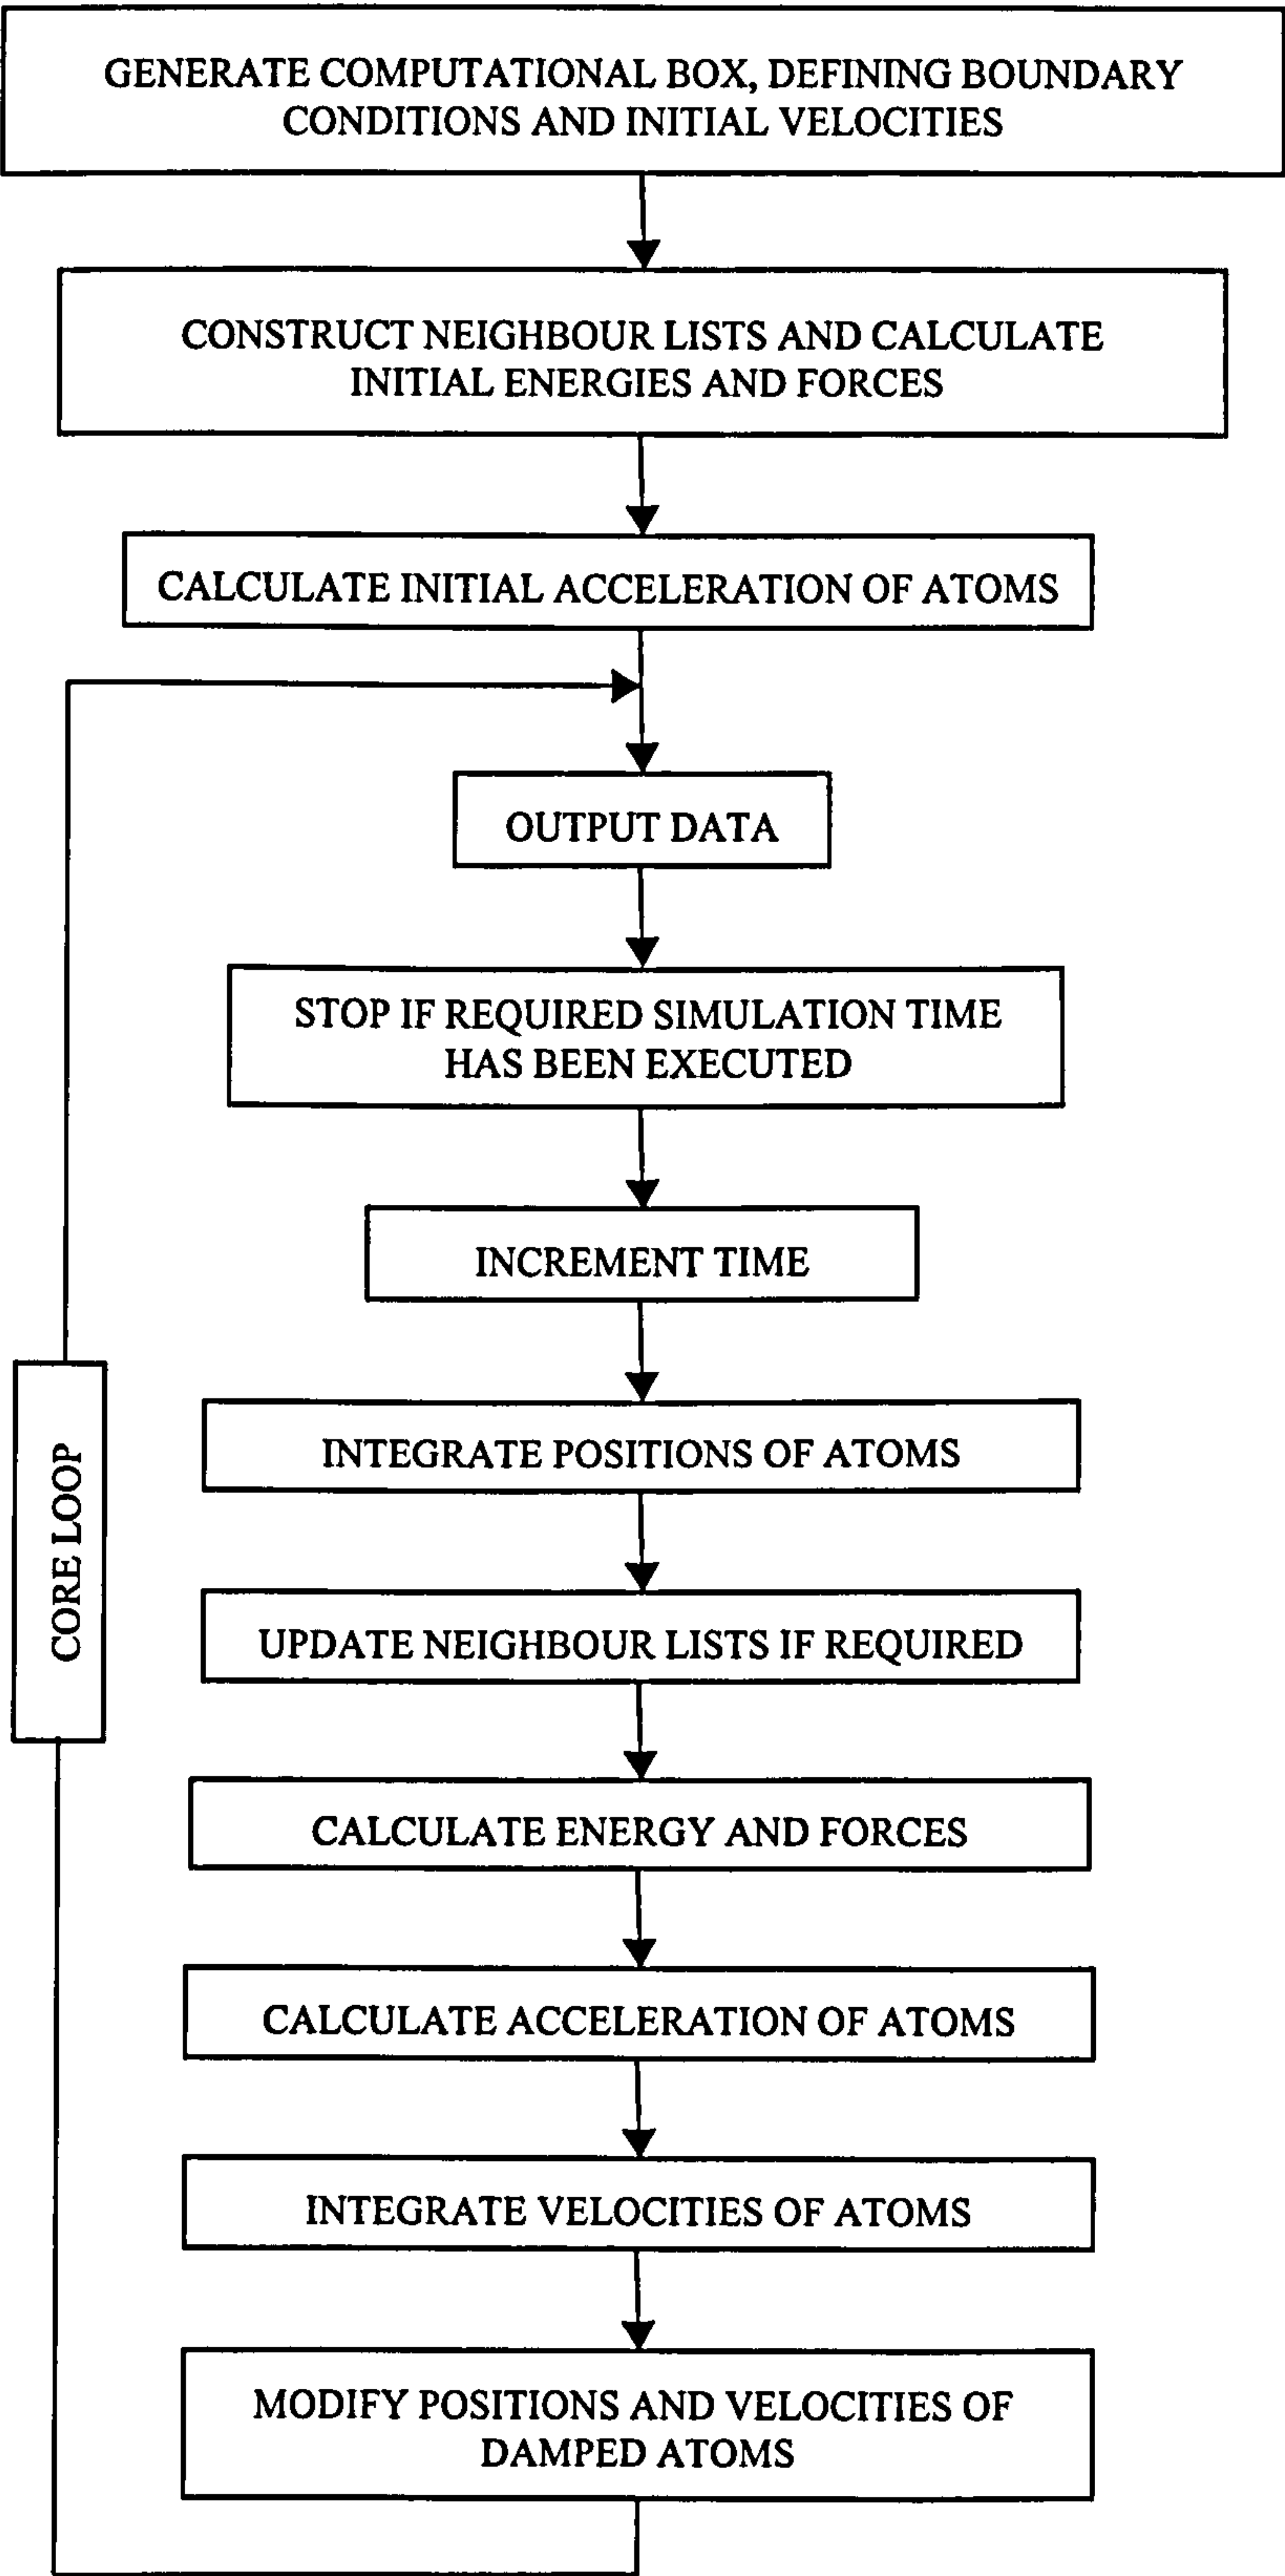 GENERATE COMPUTATIONAL BOX, DEFINING BOUNDARY
CONDITIONS AND INITIAL VELOCITIES
CONSTRUCT NEIGHBOUR LISTS AND CALCULATE
INITIAL ENERGIES AND FORCES
CALCULATE INITIAL ACCELERATION OF ATOMS
OUTPUT DATA
STOP IF REQUIRED SIMULATION TIME
HAS BEEN EXECUTED
INCREMENT TIME
INTEGRATE POSITIONS OF ATOMS
CORE LOOP
UPDATE NEIGHBOUR LISTS IF REQUIRED
CALCULATE ENERGY AND FORCES
CALCULATE ACCELERATION OF ATOMS
INTEGRATE VELOCITIES OF ATOMS
MODIFY POSITIONS AND VELOCITIES OF
DAMPED ATOMS